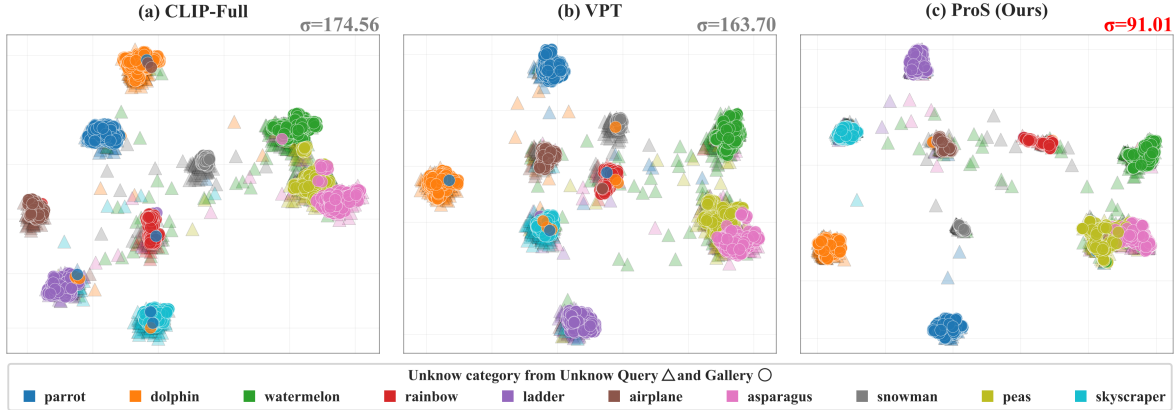 (a) CLIP-Full
σ=174.56
(b) VPT
σ=163.70
(c) ProS (Ours)
σ=91.01
Unknow category from Unknow Query △ and Gallery ○
parrot dolphin watermelon rainbow ladder airplane asparagus snowman peas skyscraper